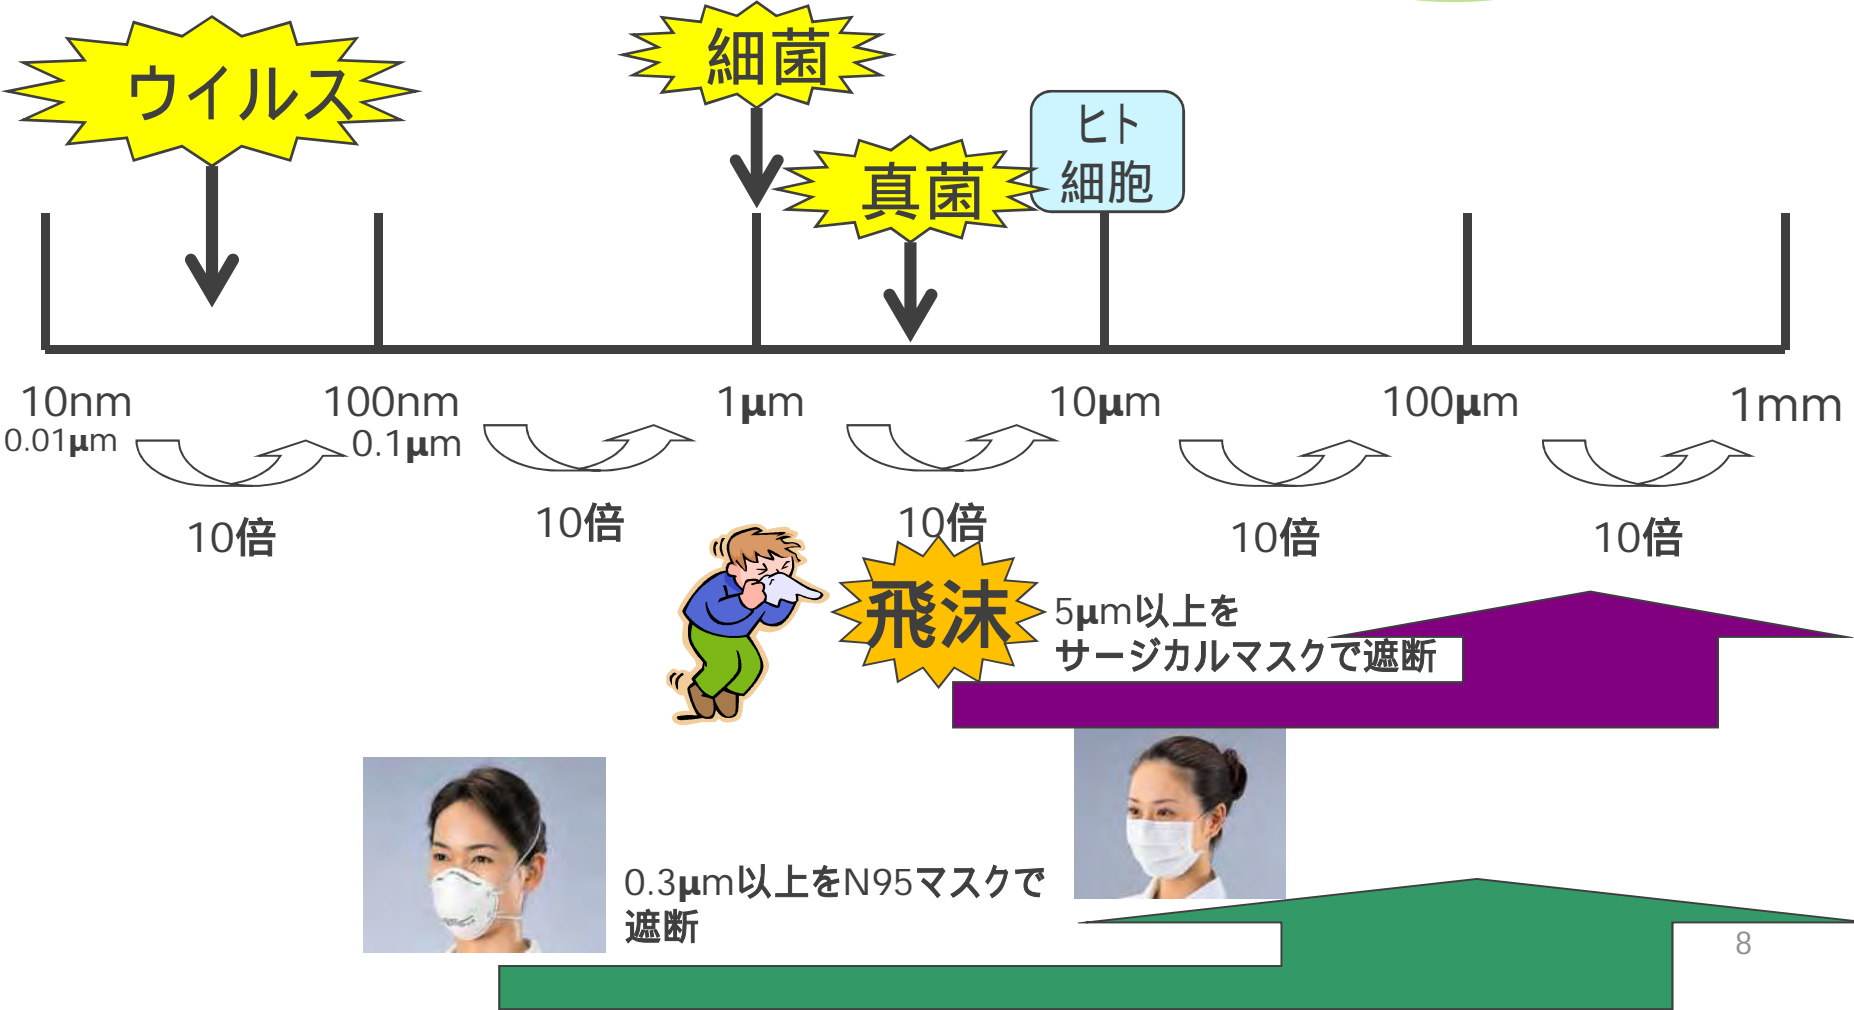 ウイルス
細菌
真菌
ヒト
細胞
10nm
0.01μm
100nm
0.1μm
1μm
10μm
100μm
1mm
10倍
10倍
10倍
10倍
10倍
飛沫
5μm以上を
サージカルマスクで遮断
0.3μm以上をN95マスクで
遮断
8